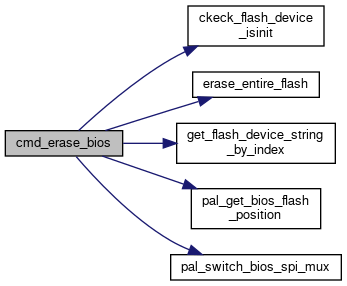 cmd_erase_bios
ckeck_flash_device
_isinit
erase_entire_flash
get_flash_device_string
_by_index
pal_get_bios_flash
_position
pal_switch_bios_spi_mux